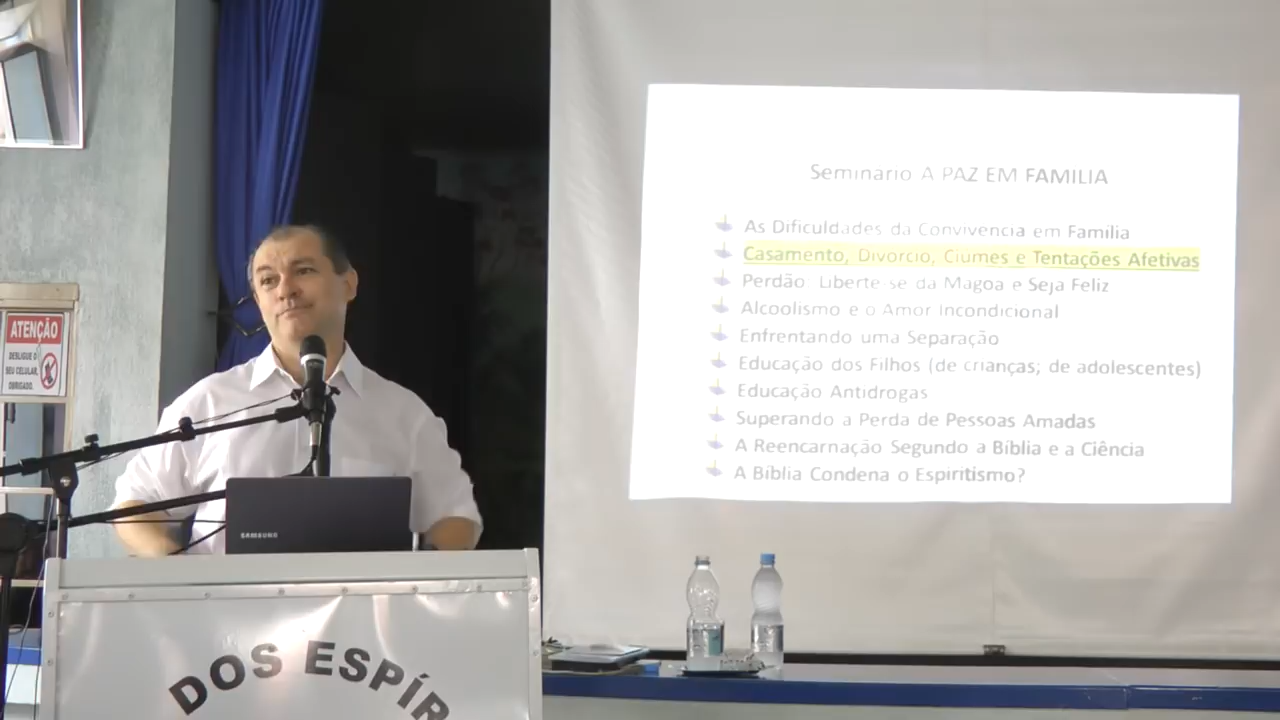 Seminario A PAZ EM FAMILIA
As Dificuldades da Convivencia em Familia
Casamento, Divorcio, Ciumes e Tentações Afetivas
Perdão: Liberte-se da Magoa e Seja Feliz
Alcoolismo e o Amor Incondicional
Enfrentando uma Separação
Educação dos Filhos (de crianças; de adolescentes)
Educação Antidrogas
Superando a Perda de Pessoas Amadas
A Reencarnação Segundo a Bíblia e a Ciência
A Bíblia Condena o Espiritismo?
ATENÇÃO
DESLIGUE O
SEU CELULAR.
OBRIGADO.
SAMSUNG
DOS ESPÍR